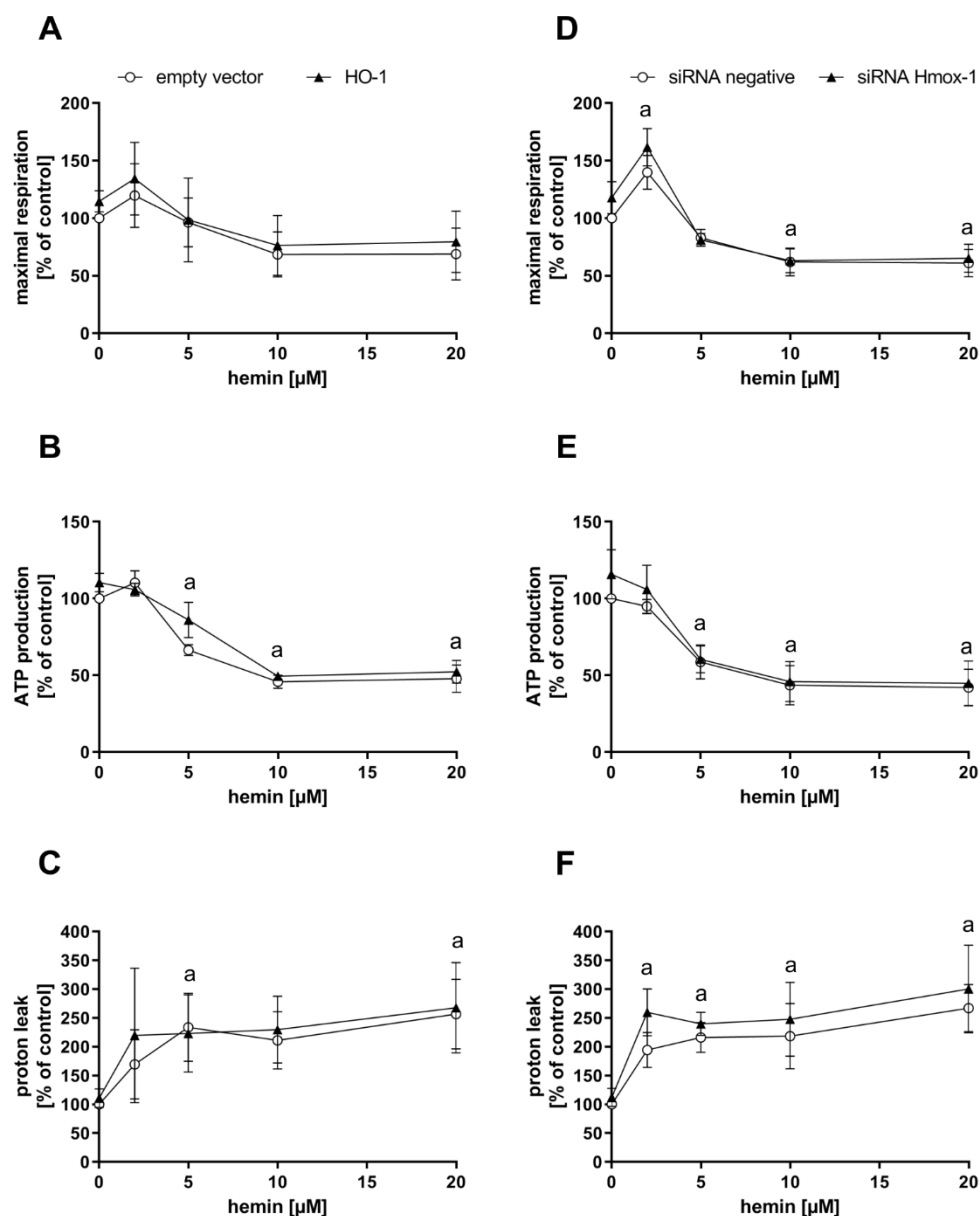 A
empty vector HO-1
maximal respiration
[% of control]
200
150
100
50
0
0 5 10 15 20
hemin [µM]
D
siRNA negative siRNA Hmox-1
maximal respiration
[% of control]
200
150
100
50
0
a
a
a
0 5 10 15 20
hemin [µM]
B
ATP production
[% of control]
150
100
50
0
a
a
a
0 5 10 15 20
hemin [µM]
E
ATP production
[% of control]
150
100
50
0
a
a
a
0 5 10 15 20
hemin [µM]
C
proton leak
[% of control]
400
350
300
250
200
150
100
50
0
a
a
0 5 10 15 20
hemin [µM]
F
proton leak
[% of control]
400
350
300
250
200
150
100
50
0
a
a
a
a
0 5 10 15 20
hemin [µM]